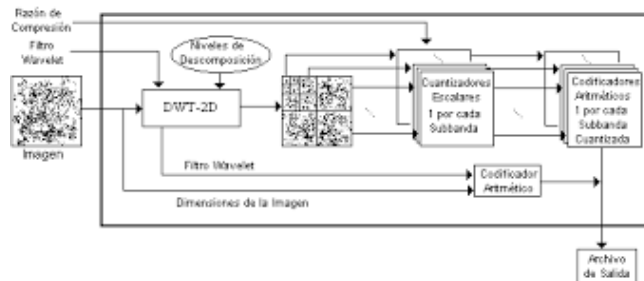 Razón de
Compresión
Filtro
Wavelet
Niveles de
Descomposición
Imagen
DWT-2D
Cuantizadores
Escalares
1 por cada
Subbanda
Codificadores
Aritméticos
1 por cada
Subbanda
Cuantizada
Filtro Wavelet
Dimensiones de la Imagen
Codificador
Aritmético
Archivo
de Salida